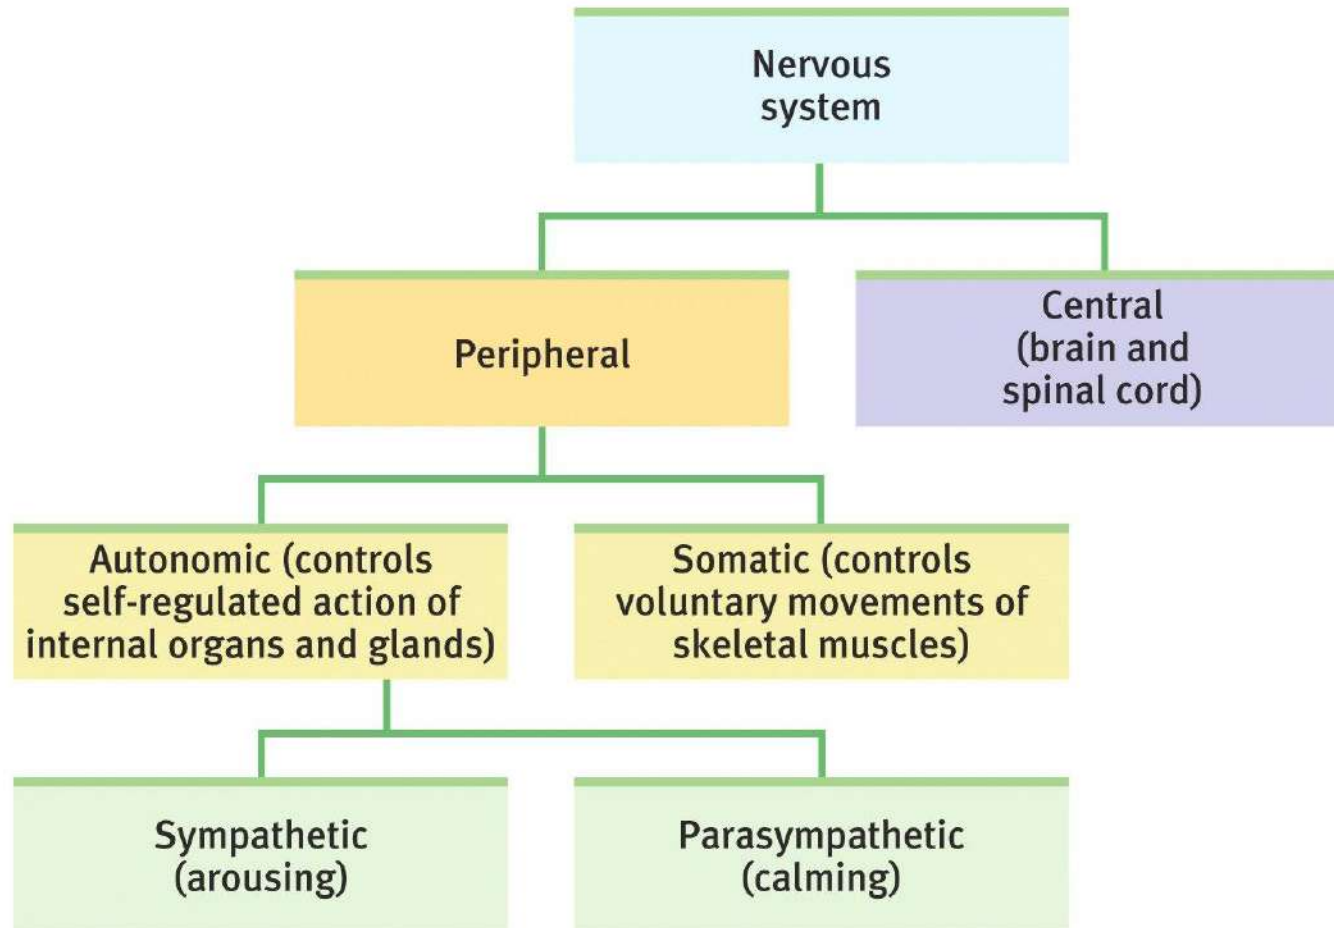 Nervous
system
Peripheral
Central
(brain and
spinal cord)
Autonomic (controls
self-regulated action of
internal organs and glands)
Somatic (controls
voluntary movements of
skeletal muscles)
Sympathetic
(arousing)
Parasympathetic
(calming)